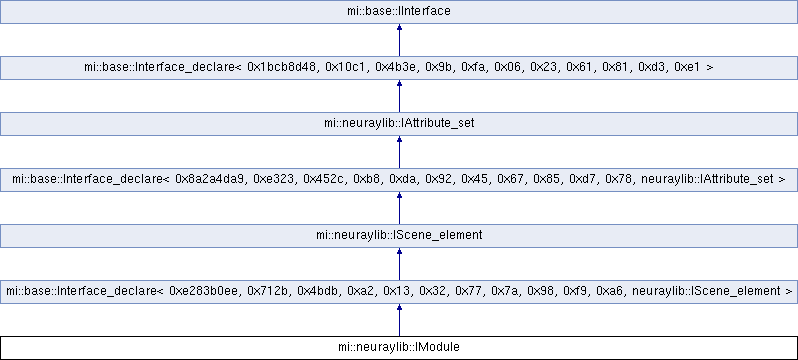 mi::base::IInterface
mi::base::Interface_declare< 0x1bcb8d48, 0x10c1, 0x4b3e, 0x9b, 0xfa, 0x06, 0x23, 0x61, 0x81, 0xd3, 0xe1 >
mi::neuraylib::IAttribute_set
mi::base::Interface_declare< 0x8a2a4da9, 0xe323, 0x452c, 0xb8, 0xda, 0x92, 0x45, 0x67, 0x85, 0xd7, 0x78, neuraylib::IAttribute_set >
mi::neuraylib::IScene_element
mi::base::Interface_declare< 0xe283b0ee, 0x712b, 0x4bdb, 0xa2, 0x13, 0x32, 0x77, 0x7a, 0x98, 0xf9, 0xa6, neuraylib::IScene_element >
mi::neuraylib::IModule